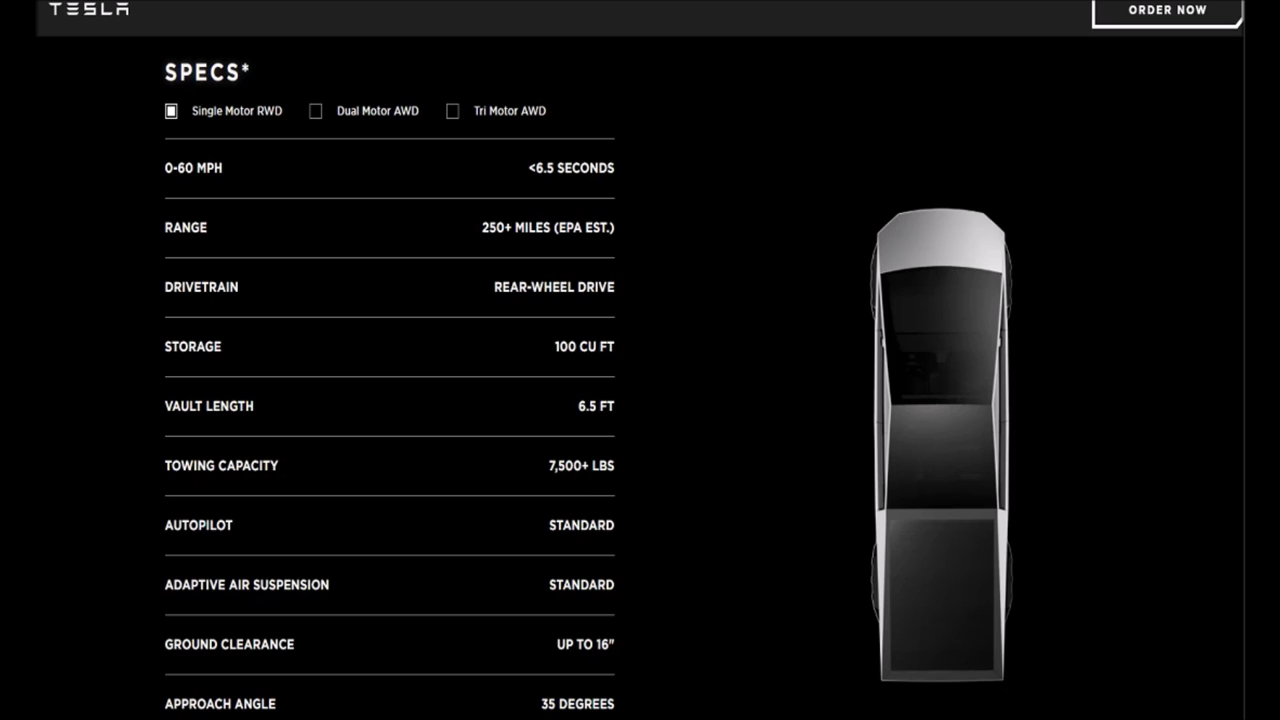 TESLA
ORDER NOW
SPECS*
Single Motor RWD Dual Motor AWD Tri Motor AWD
0-60 MPH <6.5 SECONDS
RANGE 250+ MILES (EPA EST.)
DRIVETRAIN REAR-WHEEL DRIVE
STORAGE 100 CU FT
VAULT LENGTH 6.5 FT
TOWING CAPACITY 7,500+ LBS
AUTOPILOT STANDARD
ADAPTIVE AIR SUSPENSION STANDARD
GROUND CLEARANCE UP TO 16"
APPROACH ANGLE 35 DEGREES